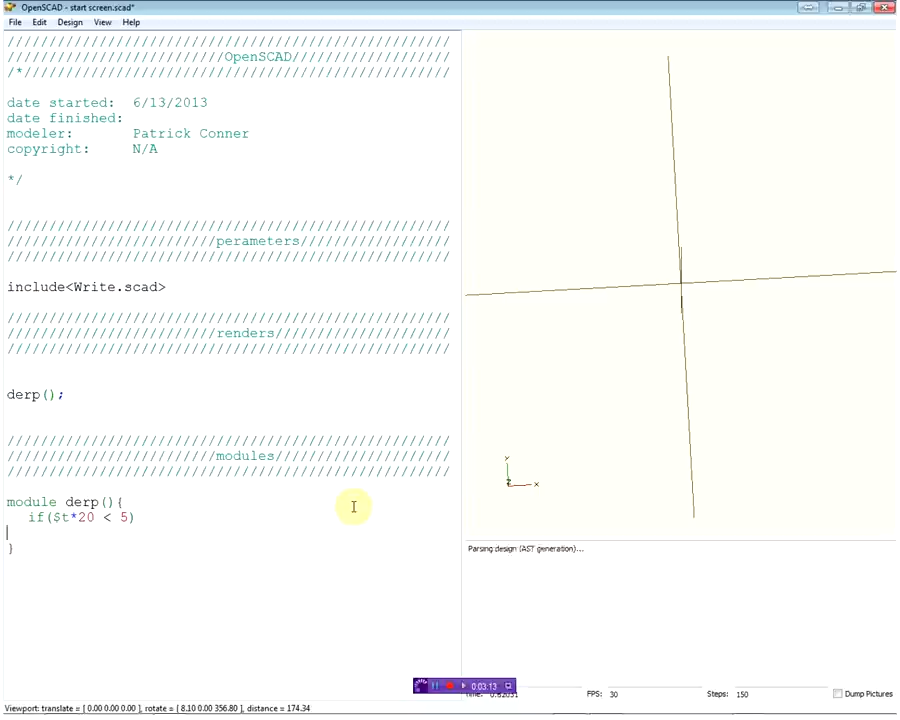 OpenSCAD - start screen.scad*
File Edit Design View Help
/////////////////////////////////////////////////////
//////////////////////////OpenSCAD///////////////////
/*///////////////////////////////////////////////////
date started: 6/13/2013
date finished:
modeler: Patrick Conner
copyright: N/A
*/
/////////////////////////////////////////////////////
/////////////////////////perameters//////////////////
/////////////////////////////////////////////////////
include<Write.scad>
/////////////////////////////////////////////////////
/////////////////////////renders/////////////////////
/////////////////////////////////////////////////////
derp();
/////////////////////////////////////////////////////
/////////////////////////modules/////////////////////
/////////////////////////////////////////////////////
module derp(){
if($t*20 < 5)
}
Y
Z
X
Parsing design (AST generation)...
0:03:13
FPS: 30 Steps: 150 Dump Pictures
Viewport: translate = [ 0.00 0.00 0.00 ], rotate = [ 8.10 0.00 356.80 ], distance = 174.34